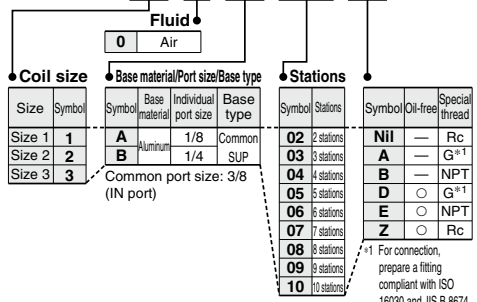 Fluid
0 Air
Coil size
Size Symbol
Size 1 1
Size 2 2
Size 3 3
Base material/Port size/Base type
Symbol Base material Individual port size Base type
A Aluminum 1/8 Common SUP
B 1/4
Common port size: 3/8
(IN port)
Stations
Symbol Stations
02 2 stations
03 3 stations
04 4 stations
05 5 stations
06 6 stations
07 7 stations
08 8 stations
09 9 stations
10 10 stations
Symbol Oil-free Special thread
Nil — Rc
A — G*1
B — NPT
D ○ G*1
E ○ NPT
Z ○ Rc
*1 For connection,
prepare a fitting
compliant with ISO
16030 and JIS B 8674.